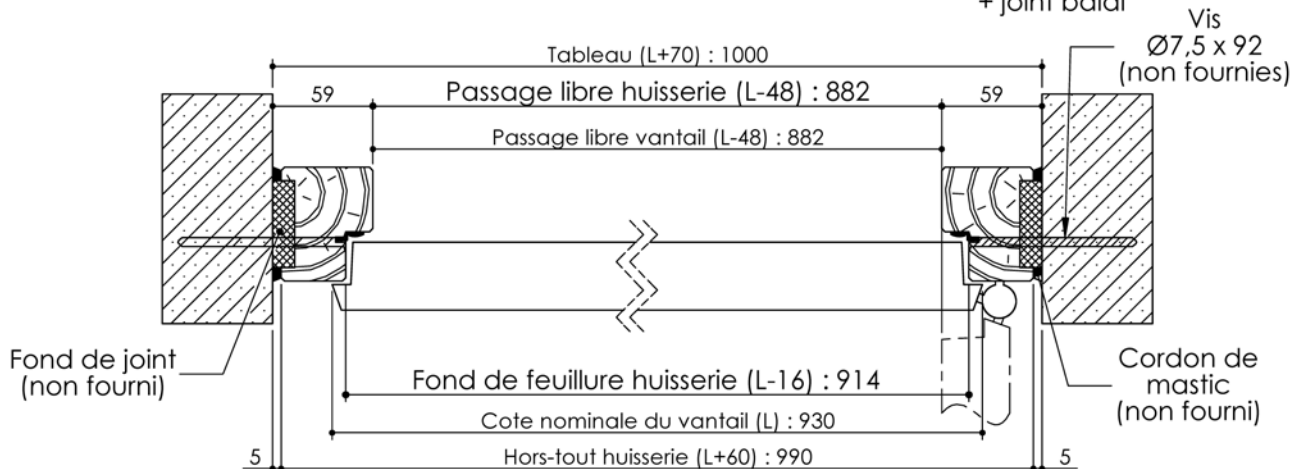 + joint balai
Vis
Ø7,5 x 92
(non fournies)
Tableau (L+70) : 1000
59
Passage libre huisserie (L-48) : 882
59
Passage libre vantail (L-48) : 882
Fond de joint
(non fourni)
Cordon de
mastic
(non fourni)
Fond de feuillure huisserie (L-16) : 914
Cote nominale du vantail (L) : 930
5
Hors-tout huisserie (L+60) : 990
5